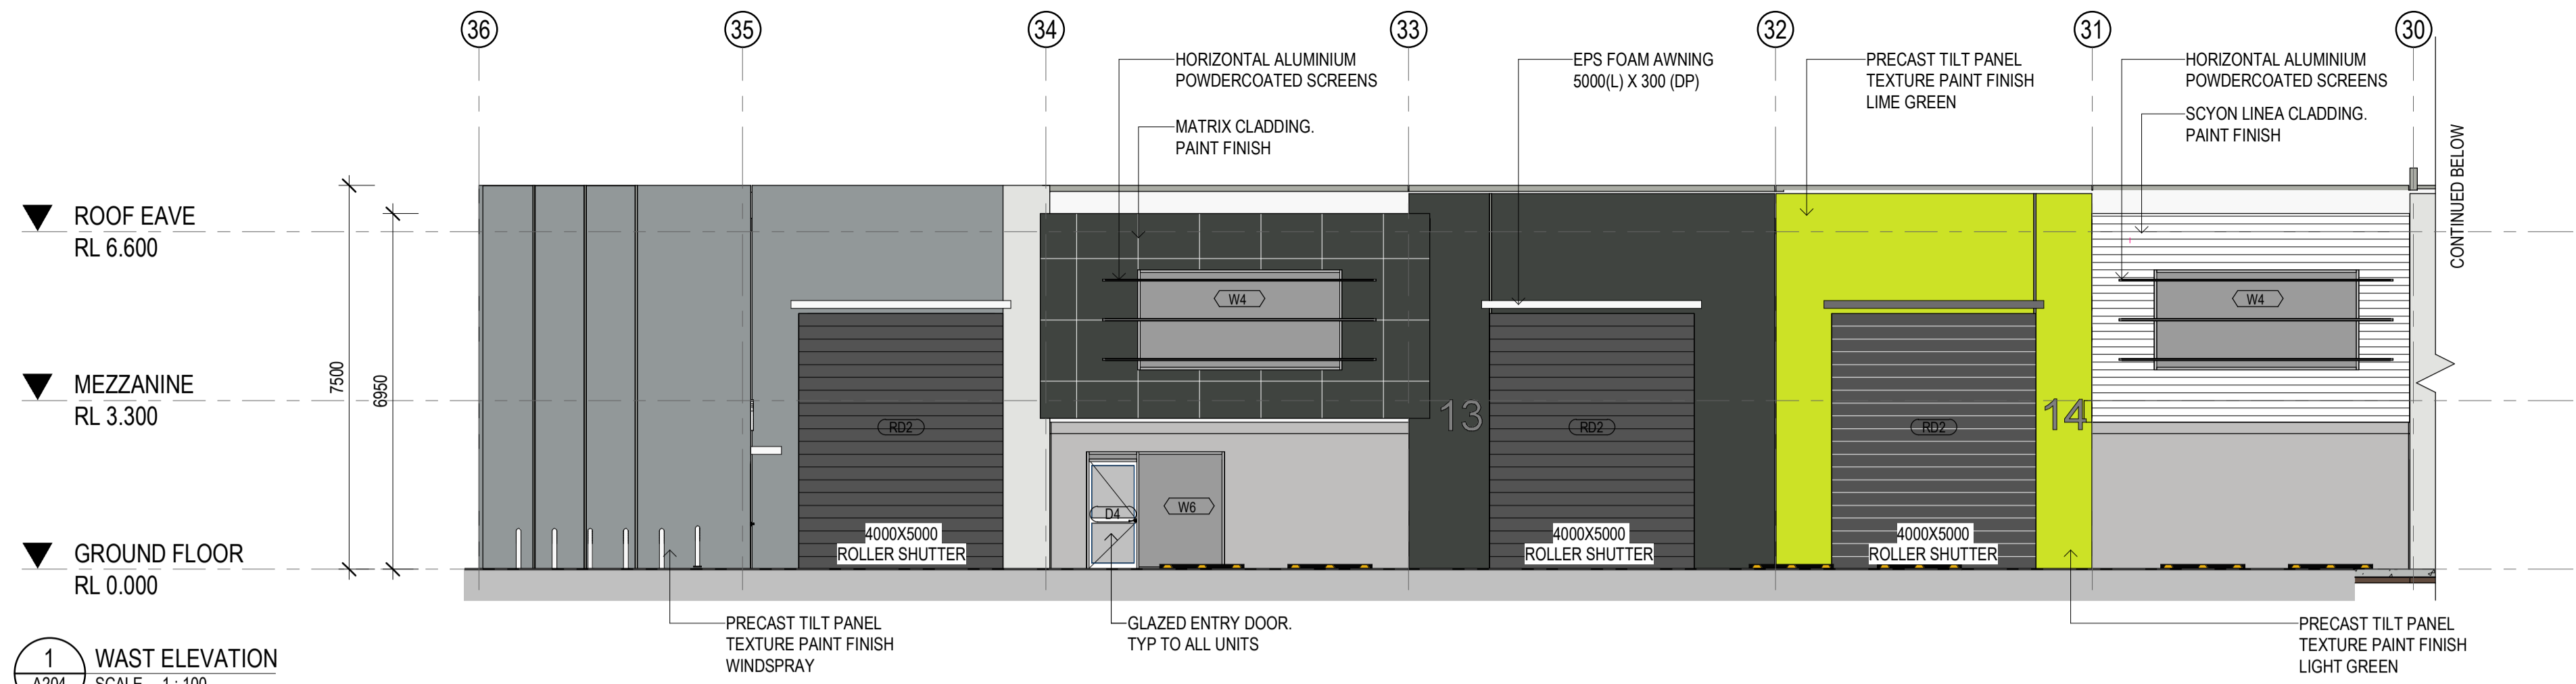 36
35
34
33
32
31
30
HORIZONTAL ALUMINIUM
POWDERCOATED SCREENS
MATRIX CLADDING.
PAINT FINISH
EPS FOAM AWNING
5000(L) X 300 (DP)
PRECAST TILT PANEL
TEXTURE PAINT FINISH
LIME GREEN
HORIZONTAL ALUMINIUM
POWDERCOATED SCREENS
SCYON LINEA CLADDING.
PAINT FINISH
CONTINUED BELOW
ROOF EAVE
RL 6.600
MEZZANINE
RL 3.300
GROUND FLOOR
RL 0.000
7500
6950
W4
W4
13
14
RD2
RD2
RD2
D4
W6
4000X5000
ROLLER SHUTTER
4000X5000
ROLLER SHUTTER
4000X5000
ROLLER SHUTTER
PRECAST TILT PANEL
TEXTURE PAINT FINISH
WINDSPRAY
GLAZED ENTRY DOOR.
TYP TO ALL UNITS
PRECAST TILT PANEL
TEXTURE PAINT FINISH
LIGHT GREEN
1
A204
WAST ELEVATION
SCALE 1 : 100